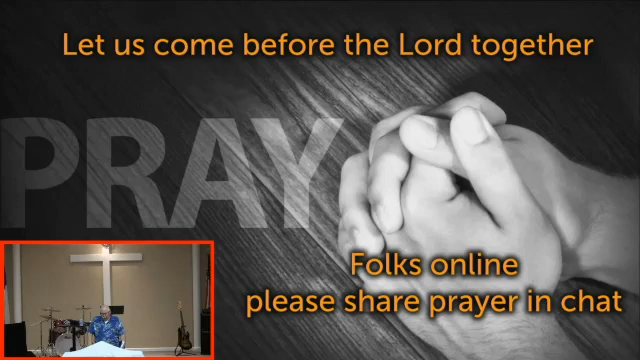 Let us come before the Lord together
PRAY
Folks online
please share prayer in chat